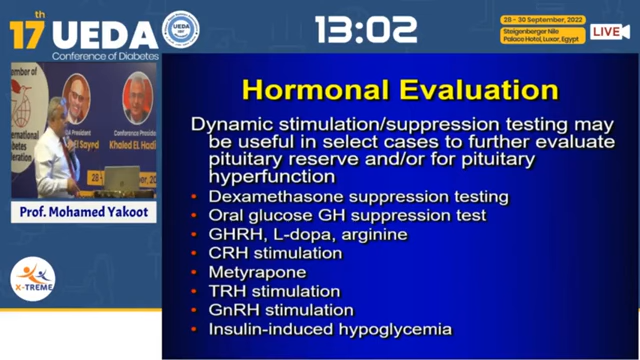 17th UEDA
Conference of Diabetes
UEDA
13:02
28 - 30 September, 2022
Steigenberger Nile
Palace Hotel, Luxor, Egypt
LIVE
Conference President
Khaled EL Hadi
Prof. Mohamed Yakoot
X-TREME
Hormonal Evaluation
Dynamic stimulation/suppression testing may
be useful in select cases to further evaluate
pituitary reserve and/or for pituitary
hyperfunction
• Dexamethasone suppression testing
• Oral glucose GH suppression test
• GHRH, L-dopa, arginine
• CRH stimulation
• Metyrapone
• TRH stimulation
• GnRH stimulation
• Insulin-induced hypoglycemia